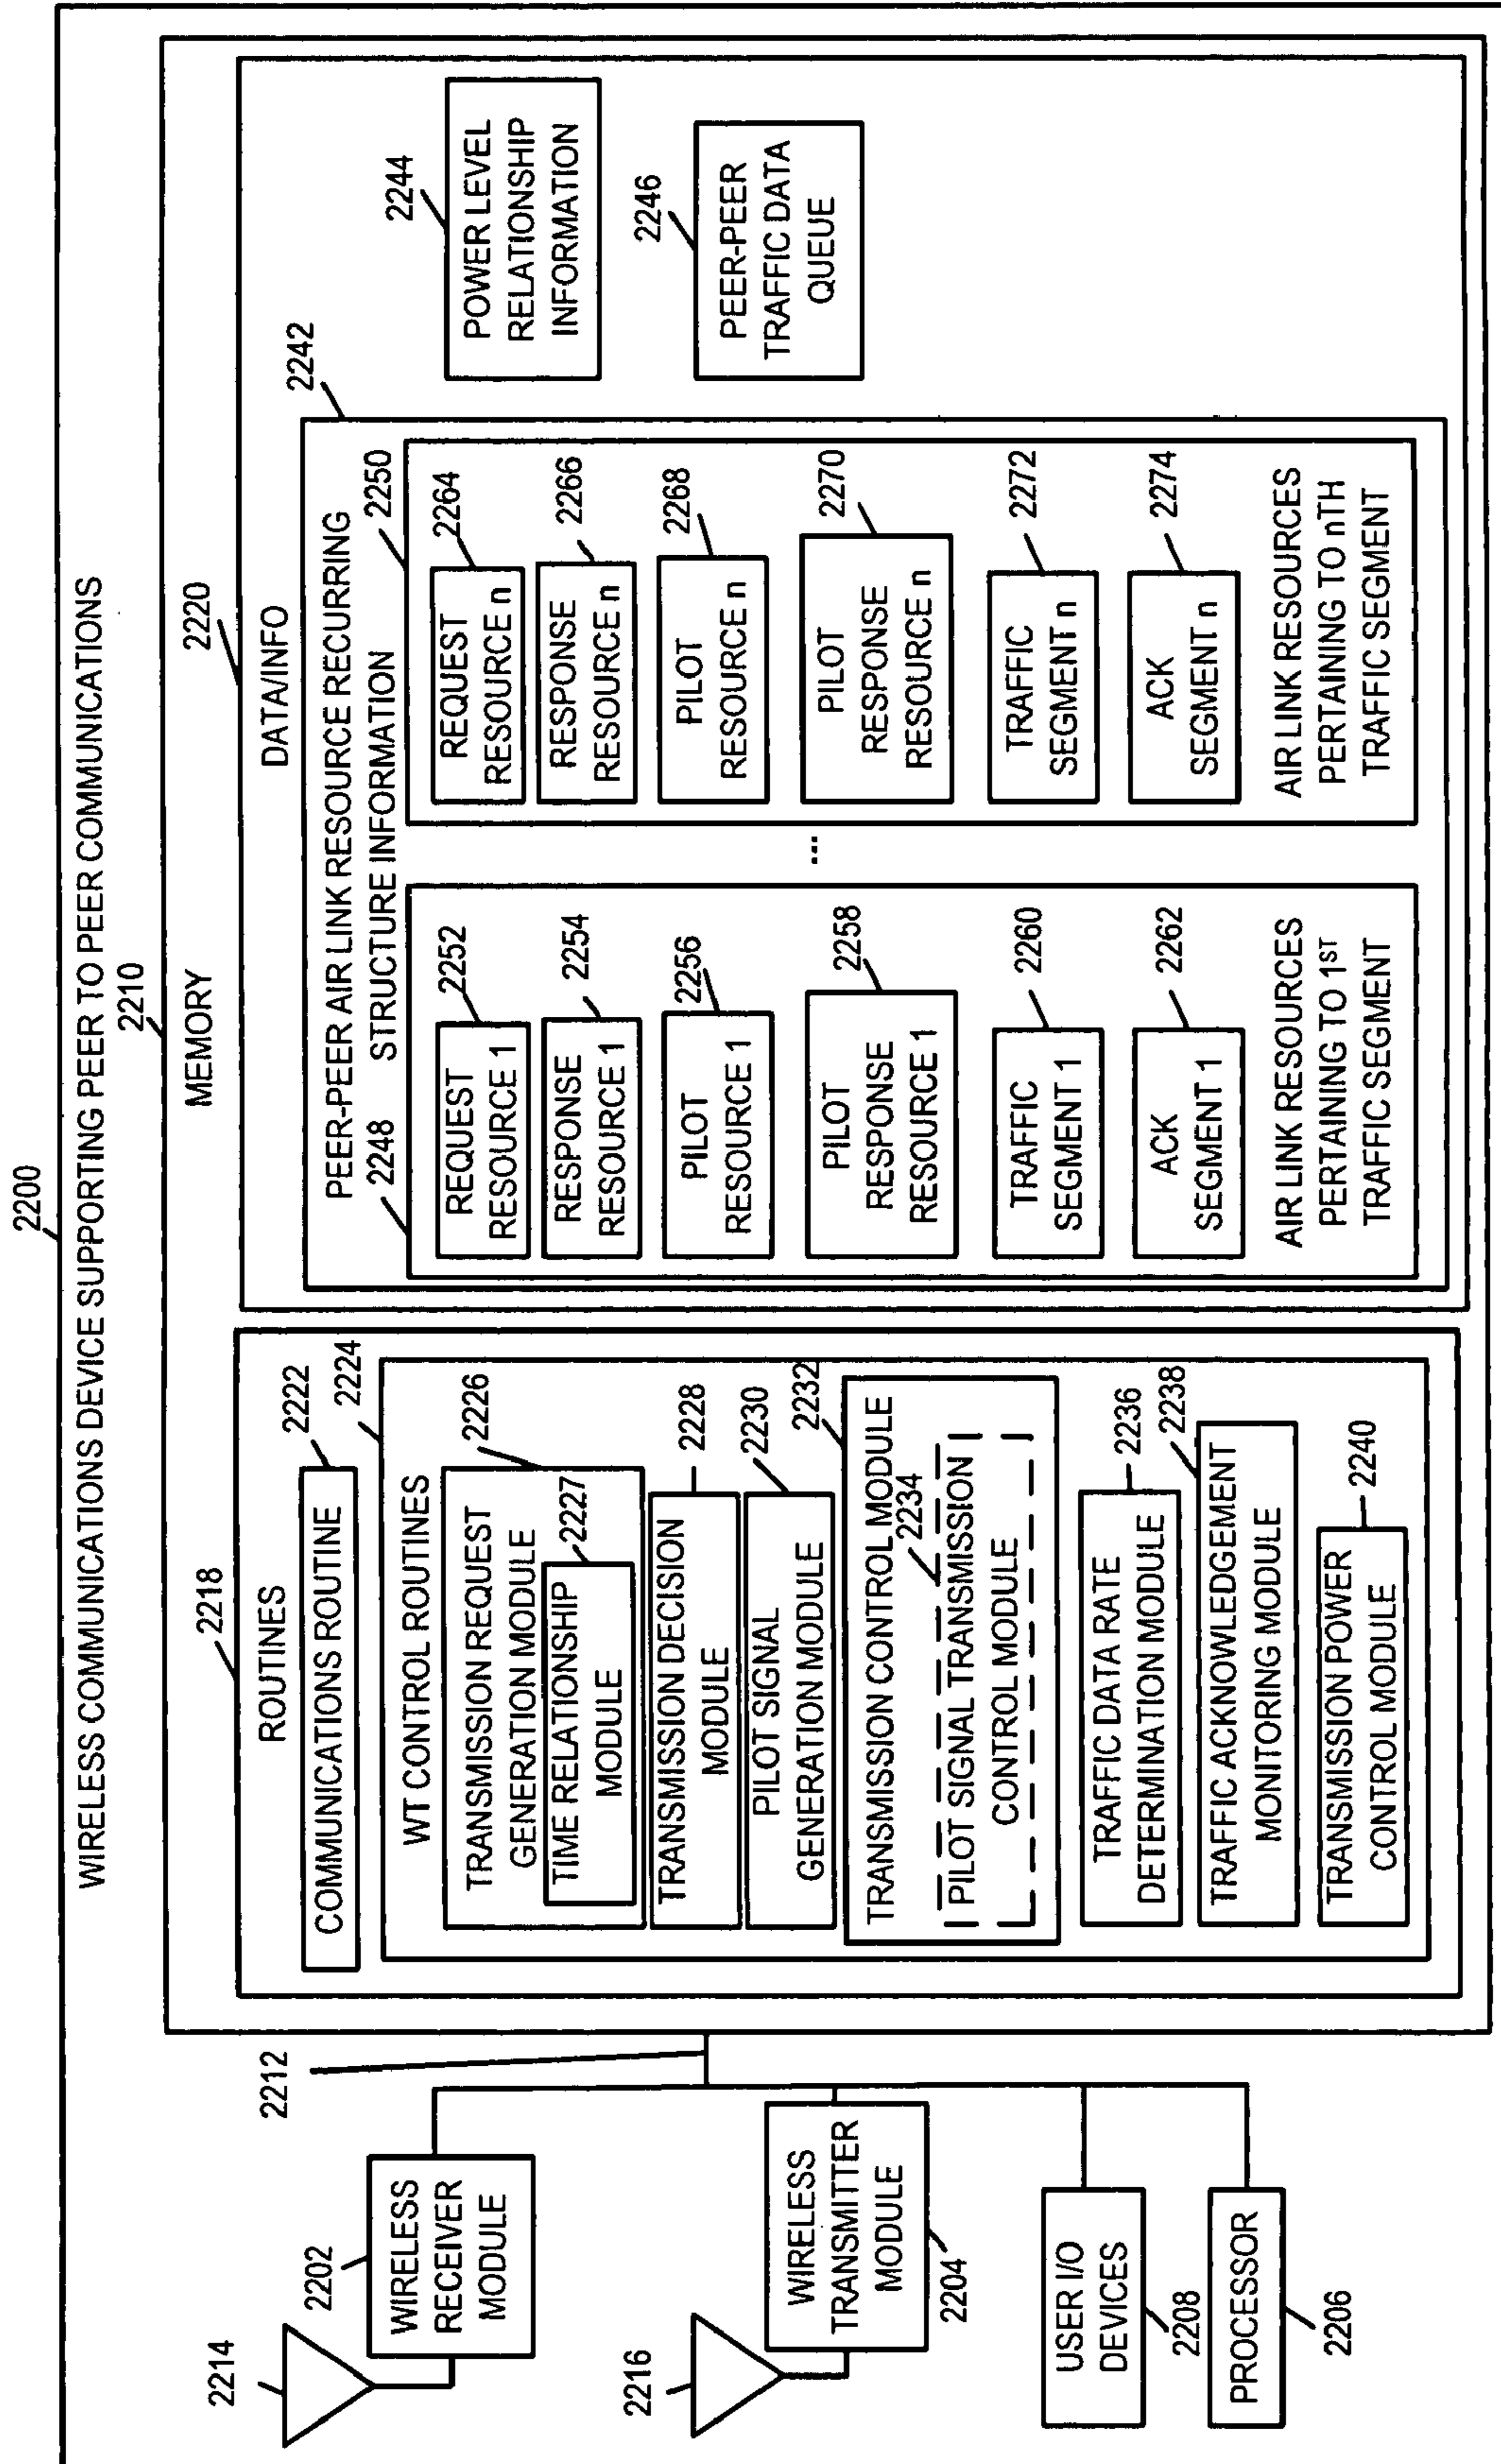 2200
WIRELESS COMMUNICATIONS DEVICE SUPPORTING PEER TO PEER COMMUNICATIONS
2210
MEMORY
2214
2202
WIRELESS
RECEIVER
MODULE
2212
2216
WIRELESS
TRANSMITTER
MODULE
2204
USER I/O
DEVICES
2208
PROCESSOR
2206
2218
ROUTINES
2222
COMMUNICATIONS ROUTINE
2224
WT CONTROL ROUTINES
2226
TRANSMISSION REQUEST
GENERATION MODULE
2227
TIME RELATIONSHIP
MODULE
2228
TRANSMISSION DECISION
MODULE
2230
PILOT SIGNAL
GENERATION MODULE
2232
TRANSMISSION CONTROL MODULE
2234
PILOT SIGNAL TRANSMISSION
CONTROL MODULE
2236
TRAFFIC DATA RATE
DETERMINATION MODULE
2238
TRAFFIC ACKNOWLEDGEMENT
MONITORING MODULE
2240
TRANSMISSION POWER
CONTROL MODULE
2220
DATA/INFO
2242
PEER-PEER AIR LINK RESOURCE RECURRING
STRUCTURE INFORMATION
2248
2252
REQUEST
RESOURCE 1
2254
RESPONSE
RESOURCE 1
2256
PILOT
RESOURCE 1
2258
PILOT
RESPONSE
RESOURCE 1
2260
TRAFFIC
SEGMENT 1
2262
ACK
SEGMENT 1
AIR LINK RESOURCES
PERTAINING TO 1ST
TRAFFIC SEGMENT
...
2250
2264
REQUEST
RESOURCE n
2266
RESPONSE
RESOURCE n
2268
PILOT
RESOURCE n
2270
PILOT
RESPONSE
RESOURCE n
2272
TRAFFIC
SEGMENT n
2274
ACK
SEGMENT n
AIR LINK RESOURCES
PERTAINING TO nTH
TRAFFIC SEGMENT
2244
POWER LEVEL
RELATIONSHIP
INFORMATION
2246
PEER-PEER
TRAFFIC DATA
QUEUE